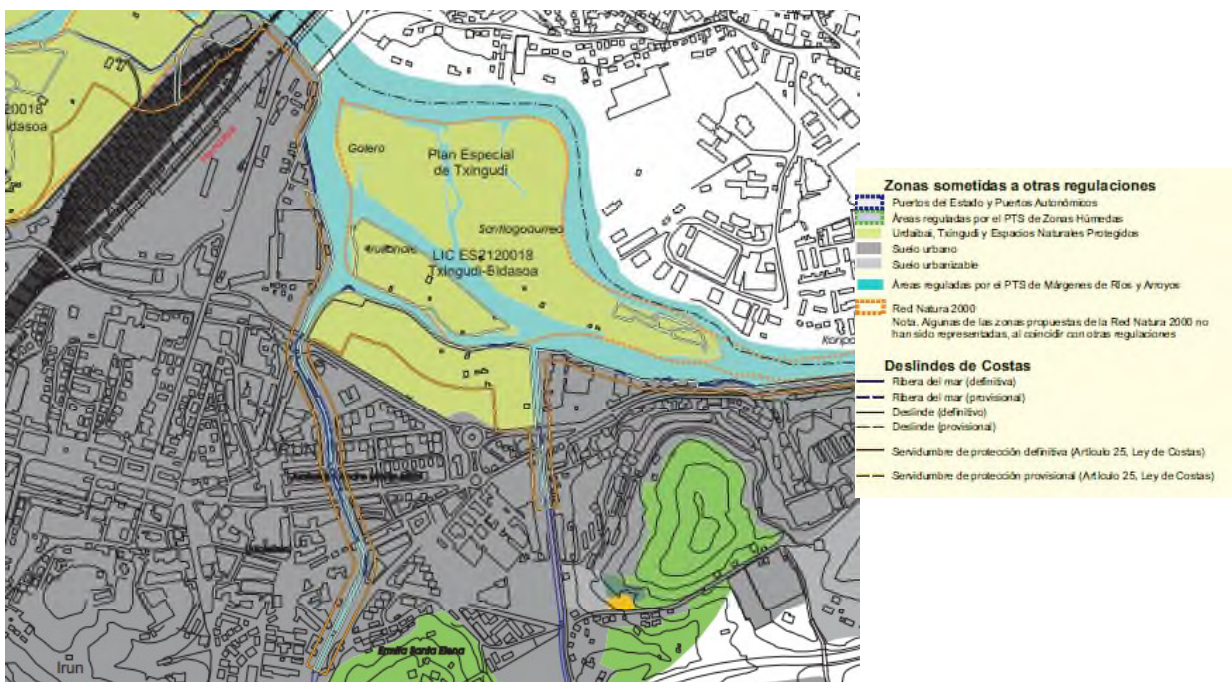 20018
dasoa
Plan Especial
de Txingudi
Galero
Santiagoaurrea
LIC ES2120018
Txingudi-Bidasoa
Irun
Ermita Santa Elena
Zonas sometidas a otras regulaciones
Puertos del Estado y Puertos Autonómicos
Áreas reguladas por el PTS de Zonas Húmedas
Urdaibai, Txingudi y Espacios Naturales Protegidos
Suelo urbano
Suelo urbanizable
Áreas reguladas por el PTS de Márgenes de Ríos y Arroyos
Red Natura 2000
Nota. Algunas de las zonas propuestas de la Red Natura 2000 no
han sido representadas, al coincidir con otras regulaciones
Deslindes de Costas
Ribera del mar (definitiva)
Ribera del mar (provisional)
Deslinde (definitivo)
Deslinde (provisional)
Servidumbre de protección definitiva (Artículo 25, Ley de Costas)
Servidumbre de protección provisional (Artículo 25, Ley de Costas)